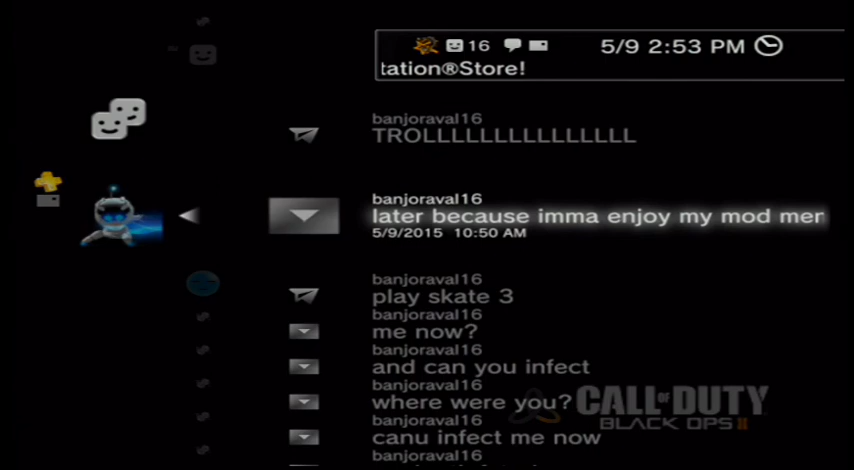 16
5/9 2:53 PM
tation®Store!
banjoraval16
TROLLLLLLLLLLLLLLL
banjoraval16
later because imma enjoy my mod mer
5/9/2015 10:50 AM
banjoraval16
play skate 3
banjoraval16
me now?
banjoraval16
and can you infect
banjoraval16
where were you?
banjoraval16
canu infect me now
CALL OF DUTY
BLACK OPS II